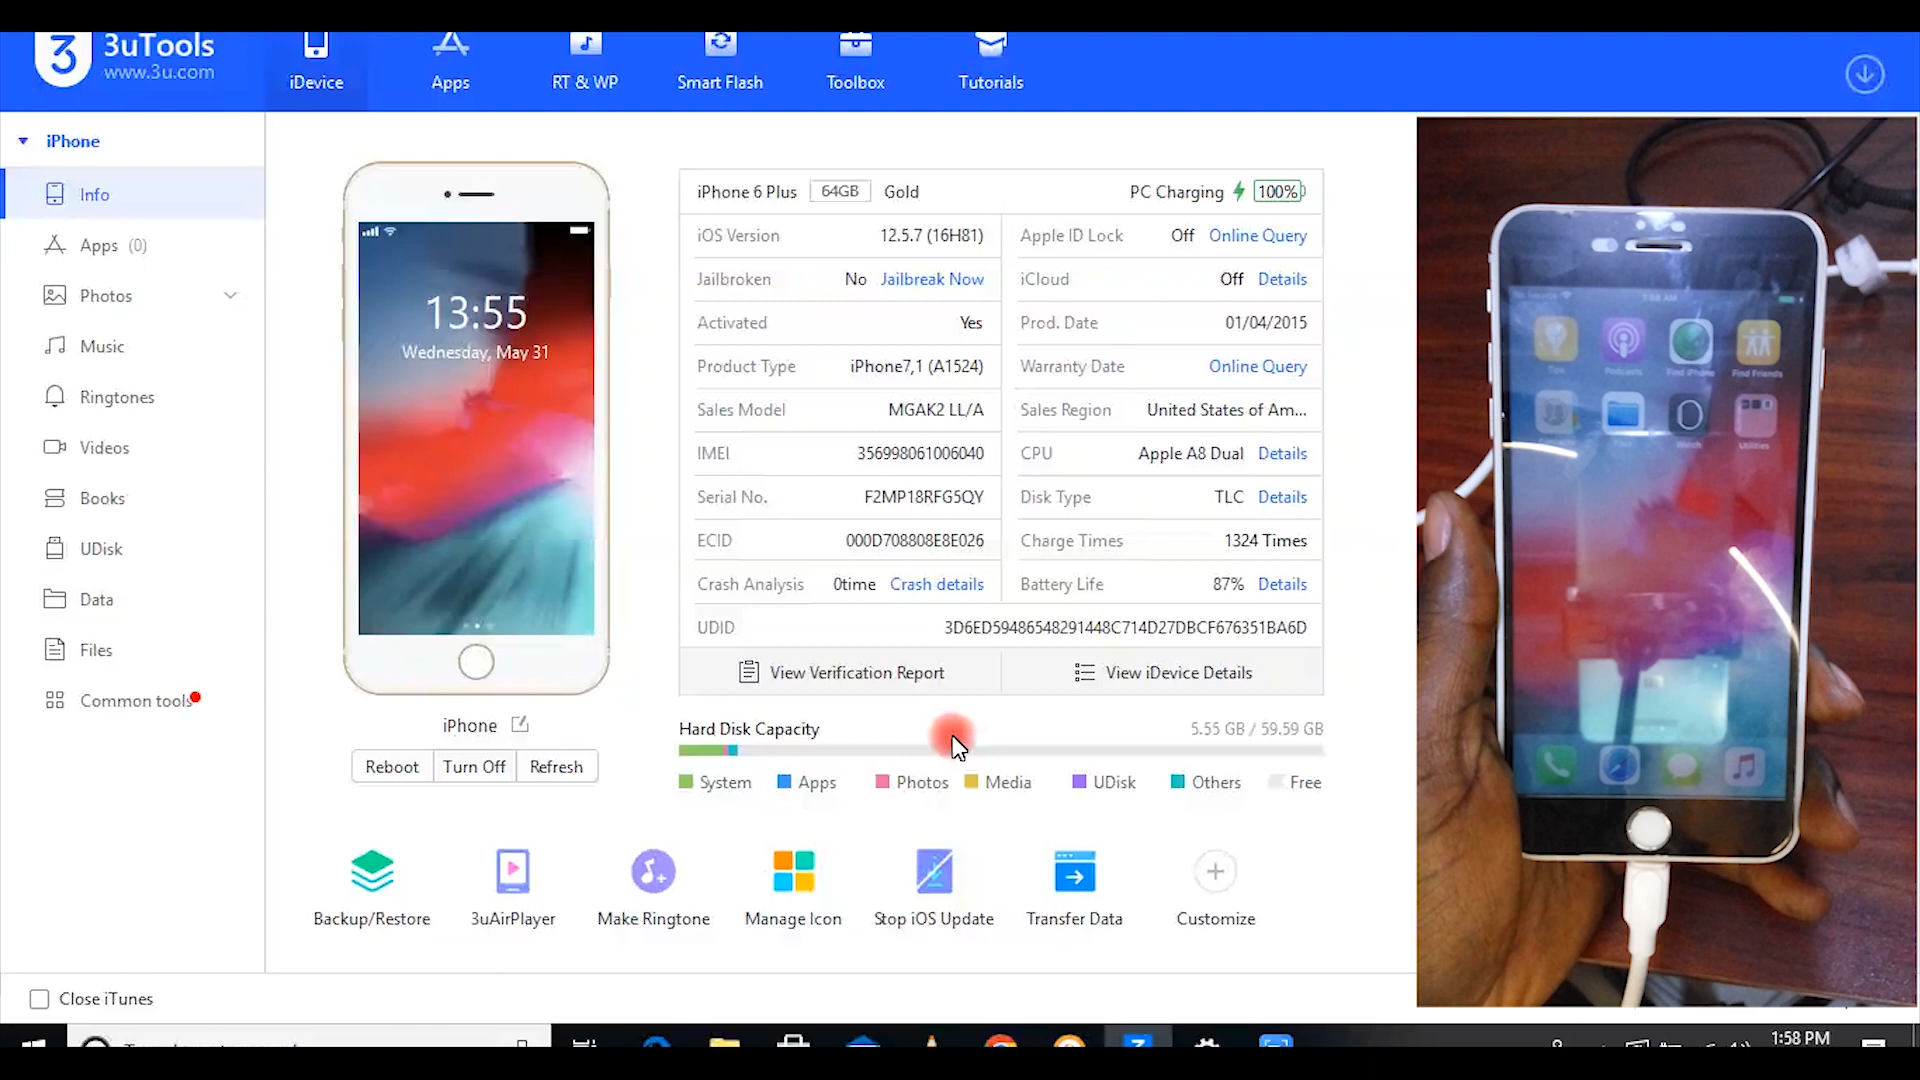 3uTools
www.3u.com
iDevice
Apps
RT & WP
Smart Flash
Toolbox
Tutorials
iPhone
Info
Apps (0)
Photos
Music
Ringtones
Videos
Books
UDisk
Data
Files
Common tools
Close iTunes
13:55
Wednesday, May 31
iPhone
Reboot Turn Off Refresh
iPhone 6 Plus 64GB Gold PC Charging 100%
iOS Version 12.5.7 (16H81) Apple ID Lock Off Online Query
Jailbroken No Jailbreak Now iCloud Off Details
Activated Yes Prod. Date 01/04/2015
Product Type iPhone7,1 (A1524) Warranty Date Online Query
Sales Model MGAK2 LL/A Sales Region United States of Am...
IMEI 356998061006040 CPU Apple A8 Dual Details
Serial No. F2MP18RFG5QY Disk Type TLC Details
ECID 000D708808E8E026 Charge Times 1324 Times
Crash Analysis 0time Crash details Battery Life 87% Details
UDID 3D6ED59486548291448C714D27DBCF676351BA6D
View Verification Report View iDevice Details
Hard Disk Capacity 5.55 GB / 59.59 GB
System Apps Photos Media UDisk Others Free
Backup/Restore 3uAirPlayer Make Ringtone Manage Icon Stop iOS Update Transfer Data Customize
Podcasts Find iPhone Find Friends
Watch Utilities
1:58 PM